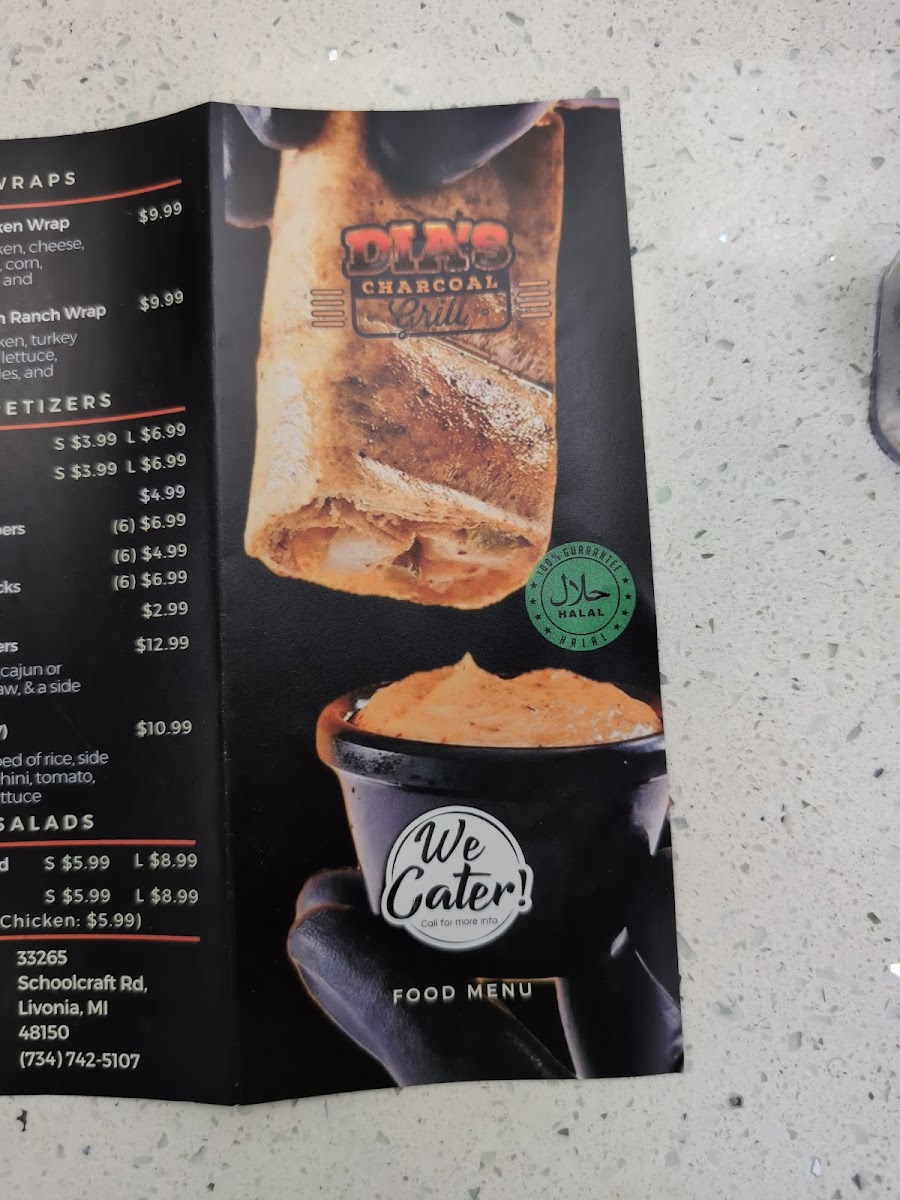 WRAPS
ken Wrap $9.99
ken, cheese,
, corn,
and
n Ranch Wrap $9.99
ken, turkey
lettuce,
les, and
ETIZERS
S $3.99 L $6.99
S $3.99 L $6.99
$4.99
pers (6) $6.99
(6) $4.99
cks (6) $6.99
$2.99
ers $12.99
cajun or
aw, & a side
) $10.99
bed of rice, side
hini, tomato,
ttuce
SALADS
d S $5.99 L $8.99
S $5.99 L $8.99
Chicken: $5.99)
33265
Schoolcraft Rd,
Livonia, MI
48150
(734) 742-5107
DIA'S
CHARCOAL
Grill
100% GURRANTEE
حلال
HALAL
HALAL
We
Cater!
Call for more info
FOOD MENU